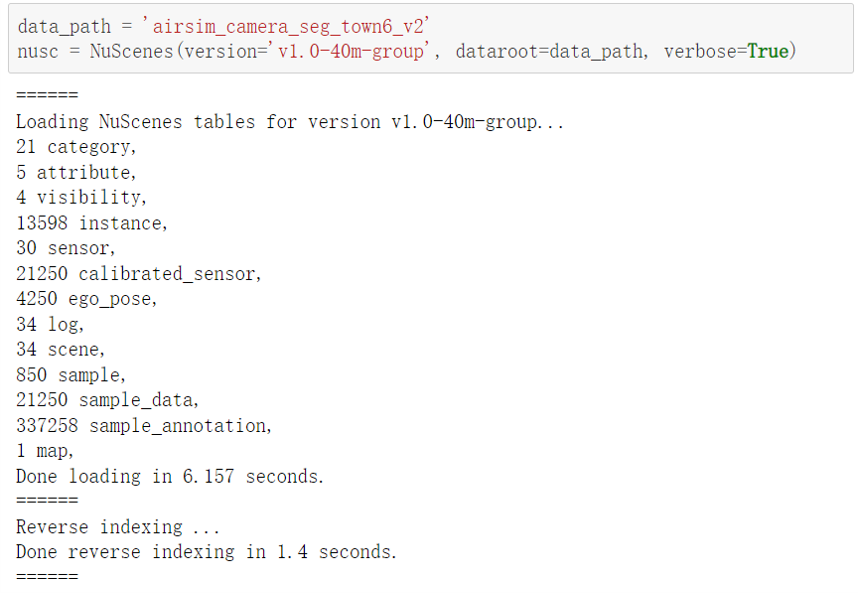 data_path = 'airsim_camera_seg_town6_v2'
nusc = NuScenes(version='v1.0-40m-group', dataroot=data_path, verbose=True)
======
Loading NuScenes tables for version v1.0-40m-group...
21 category,
5 attribute,
4 visibility,
13598 instance,
30 sensor,
21250 calibrated_sensor,
4250 ego_pose,
34 log,
34 scene,
850 sample,
21250 sample_data,
337258 sample_annotation,
1 map,
Done loading in 6.157 seconds.
======
Reverse indexing ...
Done reverse indexing in 1.4 seconds.
======